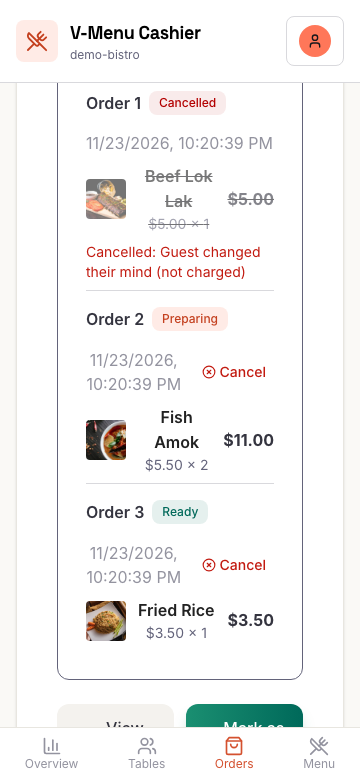 V-Menu Cashier
demo-bistro
Order 1 Cancelled
11/23/2026, 10:20:39 PM
Beef Lok
Lak
$5.00
$5.00 × 1
Cancelled: Guest changed
their mind (not charged)
Order 2 Preparing
11/23/2026,
10:20:39 PM
Cancel
Fish
Amok
$11.00
$5.50 × 2
Order 3 Ready
11/23/2026,
10:20:39 PM
Cancel
Fried Rice
$3.50
$3.50 × 1
View Mark as
Overview Tables Orders Menu